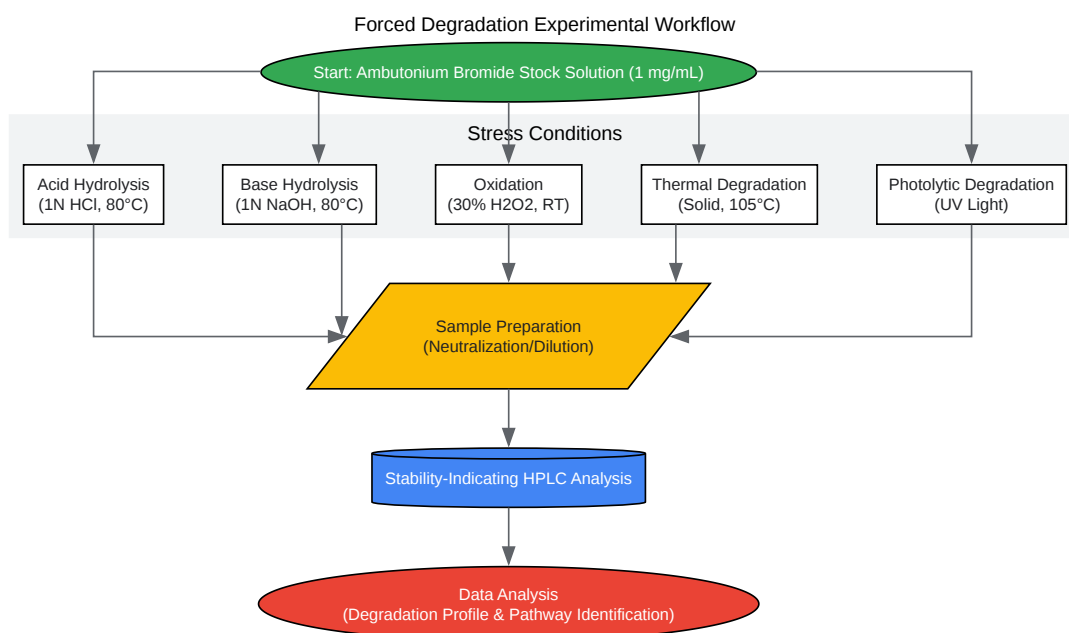 Forced Degradation Experimental Workflow
Start: Ambutonium Bromide Stock Solution (1 mg/mL)
Stress Conditions
Acid Hydrolysis
(1N HCl, 80°C)
Base Hydrolysis
(1N NaOH, 80°C)
Oxidation
(30% H2O2, RT)
Thermal Degradation
(Solid, 105°C)
Photolytic Degradation
(UV Light)
Sample Preparation
(Neutralization/Dilution)
Stability-Indicating HPLC Analysis
Data Analysis
(Degradation Profile & Pathway Identification)